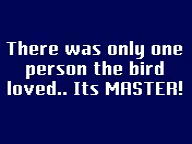 There was only one
person the bird
loved.. Its MASTER!